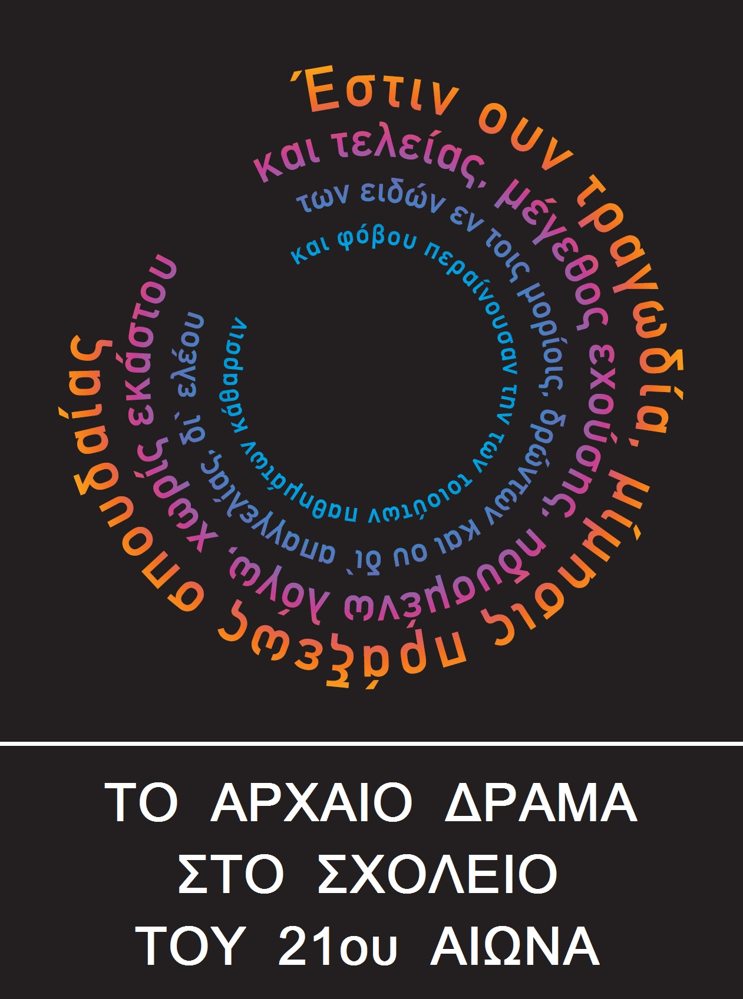 Έστιν ουν τραγωδία, μίμησις πράξεως σπουδαίας
και τελείας, μέγεθος εχούσης, ηδυσμένω λόγω, χωρίς εκάστου
των ειδών εν τοις μορίοις, δρώντων και ου δι΄ απαγγελίας, δι΄ ελέου
και φόβου περαίνουσαν την των τοιούτων παθημάτων κάθαρσιν
ΤΟ ΑΡΧΑΙΟ ΔΡΑΜΑ
ΣΤΟ ΣΧΟΛΕΙΟ
ΤΟΥ 21ου ΑΙΩΝΑ